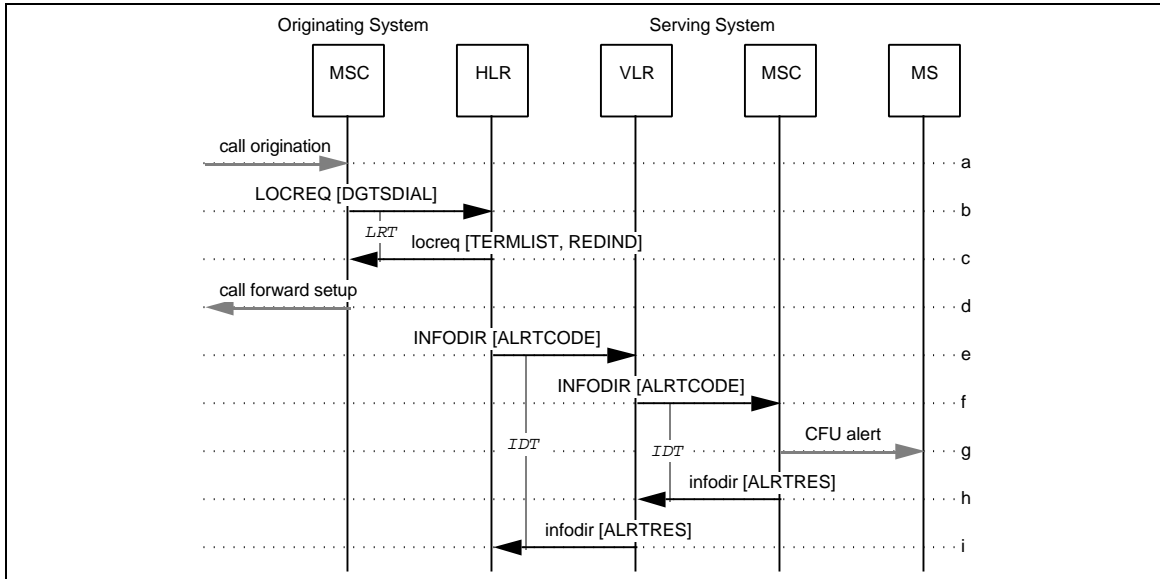 Originating System Serving System
MSC HLR VLR MSC MS
call origination
a
LOCREQ [DGTSDIAL]
b
LRT
locreq [TERMLIST, REDIND]
c
call forward setup
d
INFODIR [ALRTCODE]
e
INFODIR [ALRTCODE]
f
CFU alert
IDT IDT g
infodir [ALRTRES]
h
infodir [ALRTRES]
i